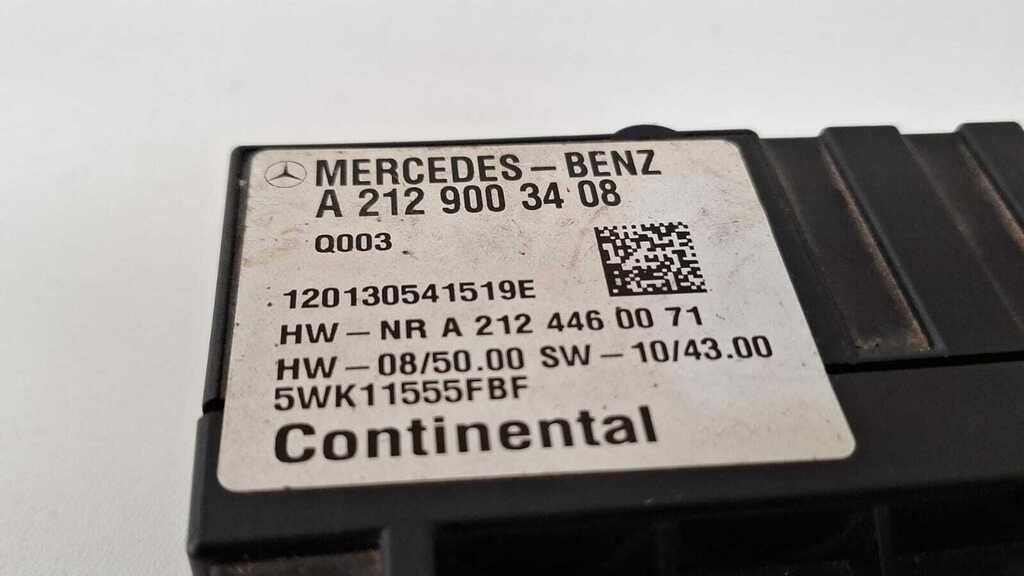 MERCEDES-BENZ
A 212 900 34 08
Q003
120130541519E
HW-NR A 212 446 00 71
HW-08/50.00 SW-10/43.00
5WK11555FBF
Continental